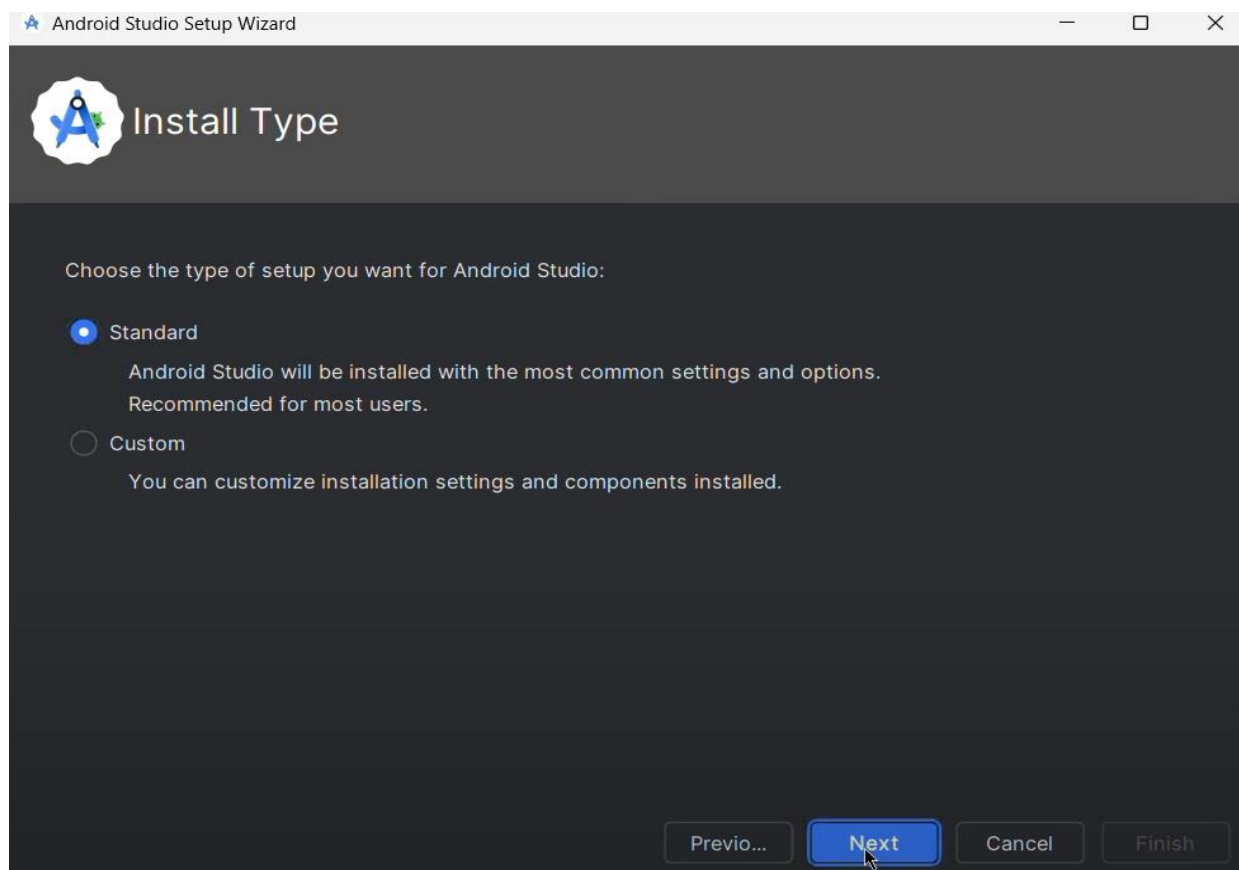 Android Studio Setup Wizard
Install Type
Choose the type of setup you want for Android Studio:
Standard
Android Studio will be installed with the most common settings and options.
Recommended for most users.
Custom
You can customize installation settings and components installed.
Previo... Next Cancel Finish